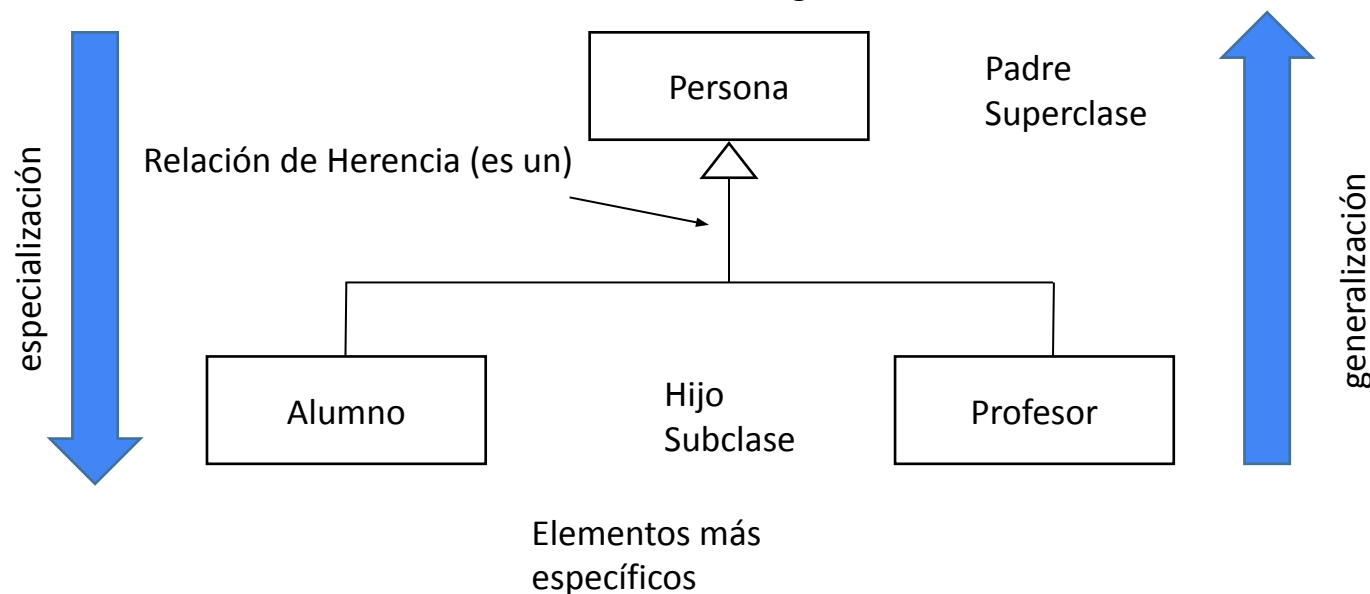 Persona
Padre
Superclase
Relación de Herencia (es un)
especialización
generalización
Alumno
Hijo
Subclase
Profesor
Elementos más
específicos